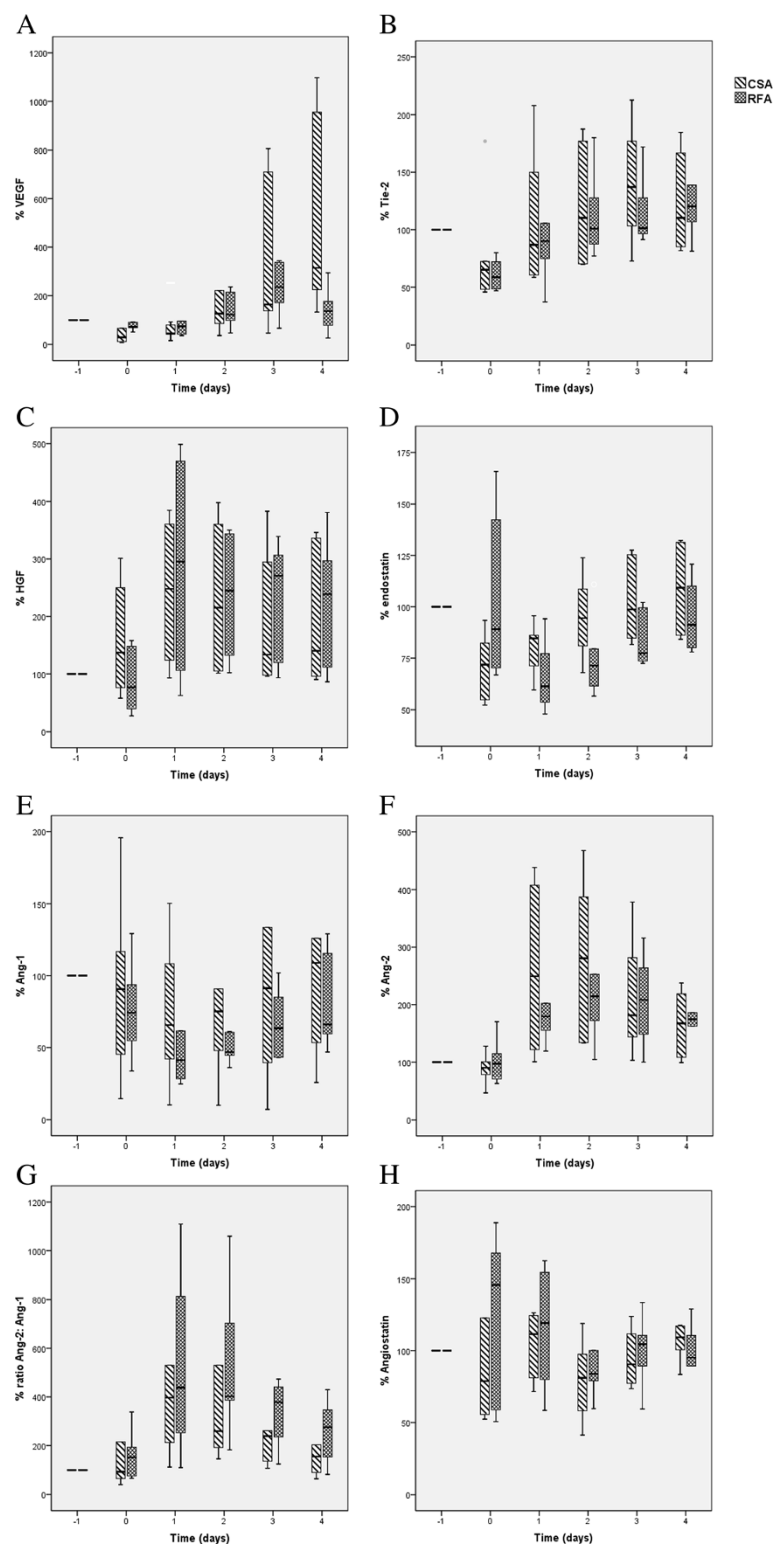 A
1200
1000
800
600
400
200
0
% VEGF
-1 0 1 2 3 4
Time (days)
B
250
200
150
100
50
0
% Tie-2
-1 0 1 2 3 4
Time (days)
CSA
RFA
C
500
400
300
200
100
0
% HGF
-1 0 1 2 3 4
Time (days)
D
175
150
125
100
75
50
% endostatin
-1 0 1 2 3 4
Time (days)
E
200
150
100
50
0
% Ang-1
-1 0 1 2 3 4
Time (days)
F
500
400
300
200
100
0
% Ang-2
-1 0 1 2 3 4
Time (days)
G
1200
1000
800
600
400
200
0
% ratio Ang-2: Ang-1
-1 0 1 2 3 4
Time (days)
H
200
150
100
50
0
% Angiostatin
-1 0 1 2 3 4
Time (days)